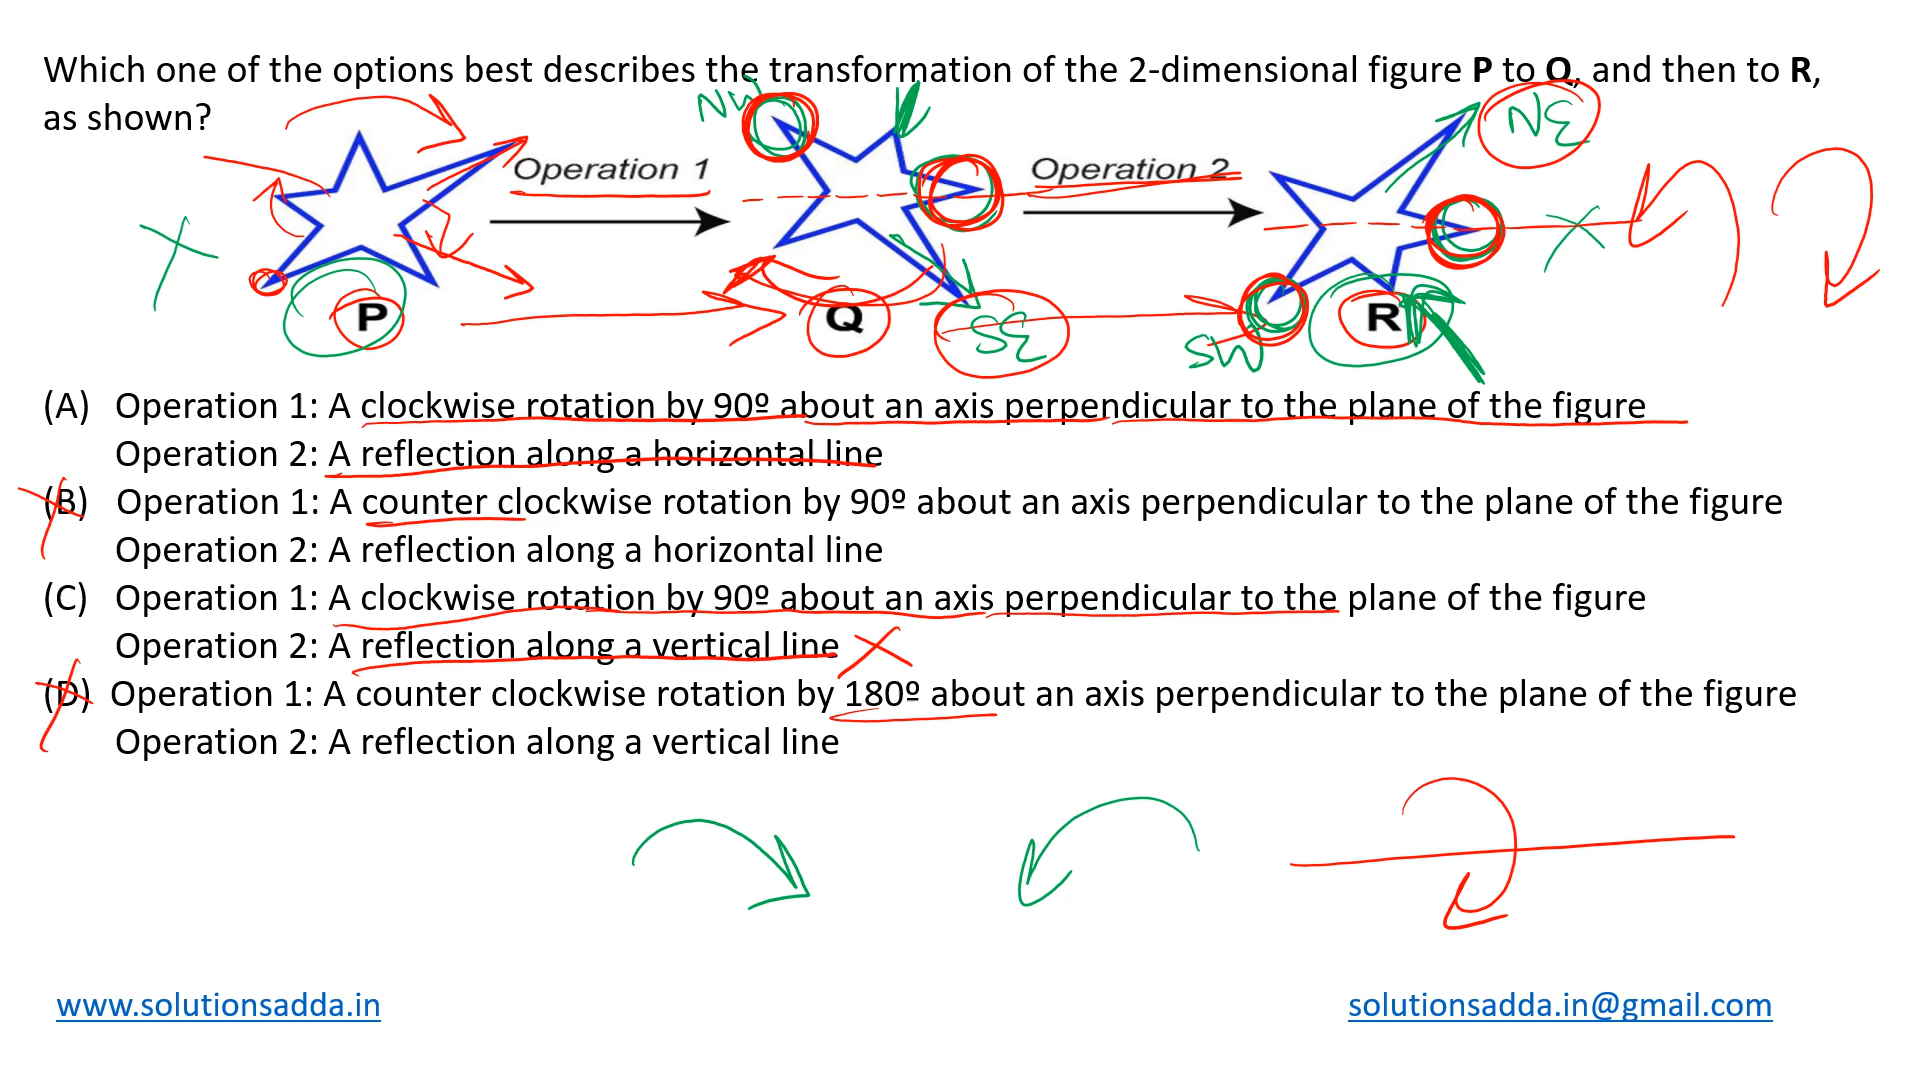 Which one of the options best describes the transformation of the 2-dimensional figure P to Q, and then to R,
as shown?
NW
NE
Operation 1
Operation 2
P
Q
R
SE
SW
(A) Operation 1: A clockwise rotation by 90º about an axis perpendicular to the plane of the figure
Operation 2: A reflection along a horizontal line
(B) Operation 1: A counter clockwise rotation by 90º about an axis perpendicular to the plane of the figure
Operation 2: A reflection along a horizontal line
(C) Operation 1: A clockwise rotation by 90º about an axis perpendicular to the plane of the figure
Operation 2: A reflection along a vertical line
(D) Operation 1: A counter clockwise rotation by 180º about an axis perpendicular to the plane of the figure
Operation 2: A reflection along a vertical line
www.solutionsadda.in
solutionsadda.in@gmail.com